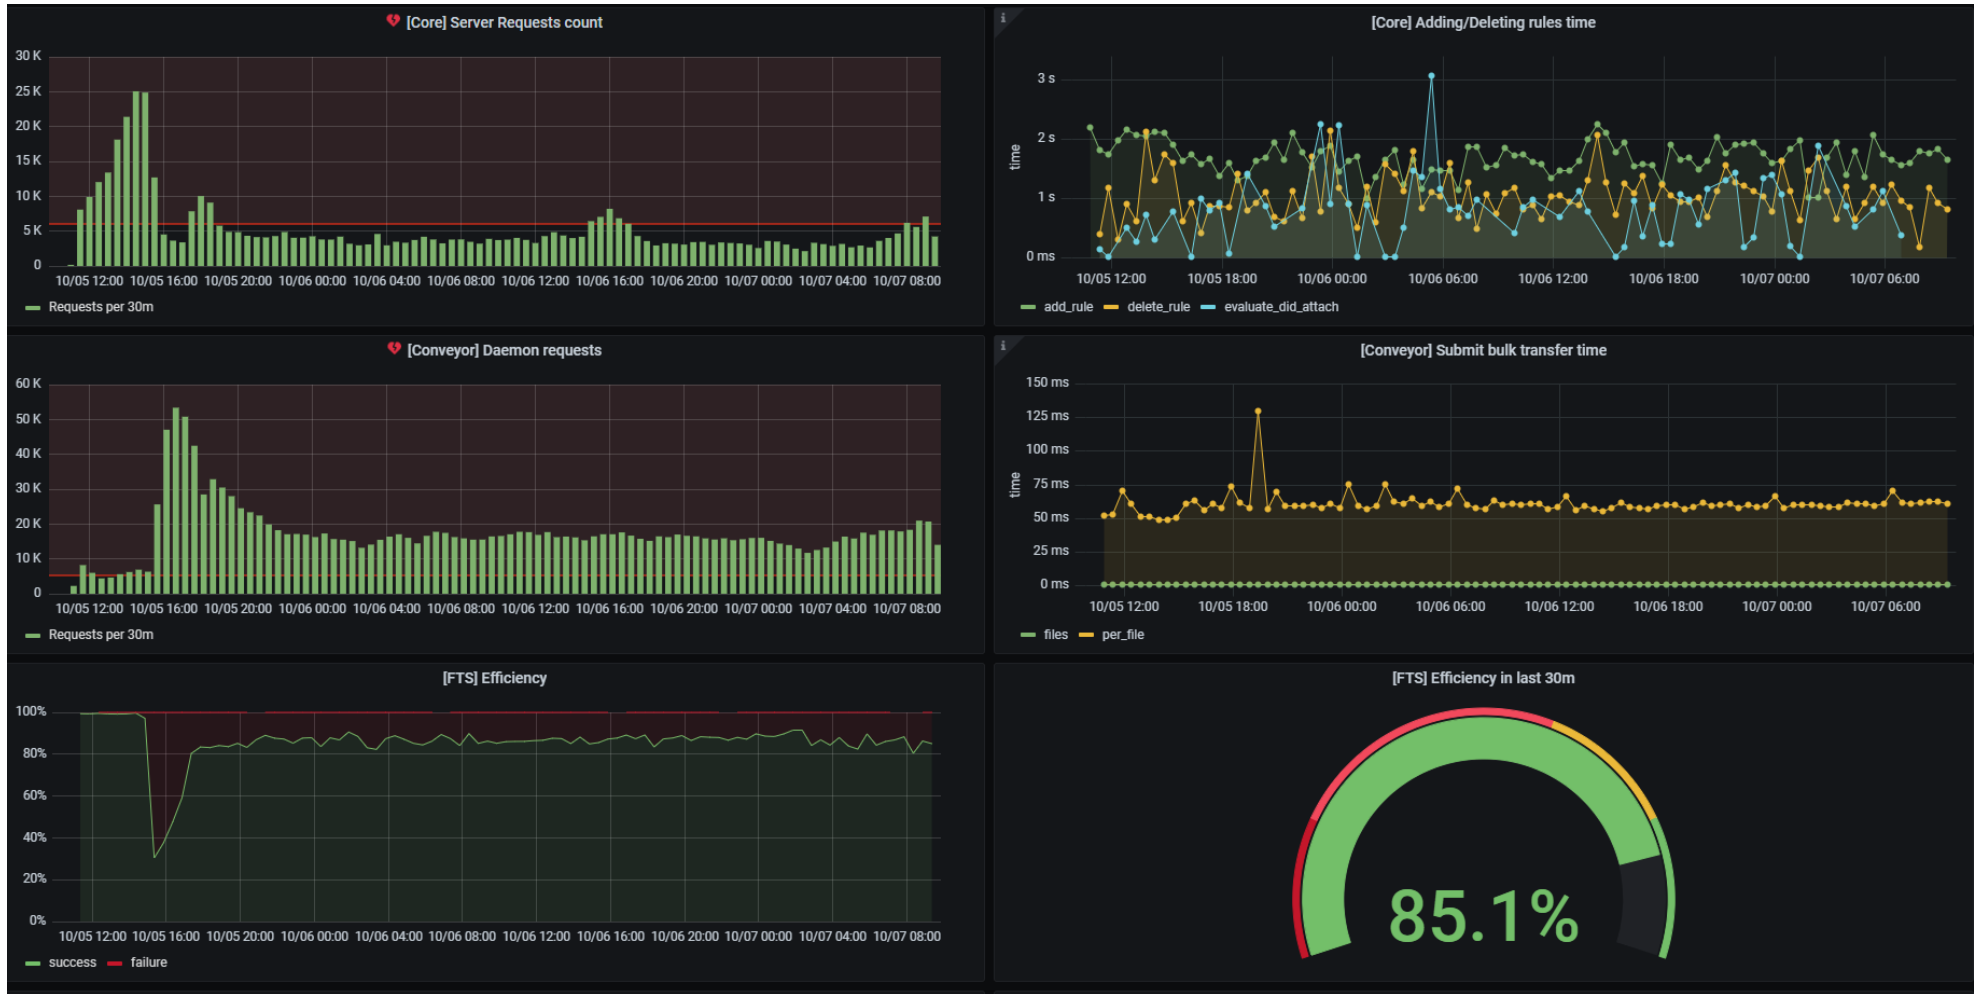 [Core] Server Requests count
30 K
25 K
20 K
15 K
10 K
5 K
0
10/05 12:00 10/05 16:00 10/05 20:00 10/06 00:00 10/06 04:00 10/06 08:00 10/06 12:00 10/06 16:00 10/06 20:00 10/07 00:00 10/07 04:00 10/07 08:00
Requests per 30m
i
[Core] Adding/Deleting rules time
time
3 s
2 s
1 s
0 ms
10/05 12:00 10/05 18:00 10/06 00:00 10/06 06:00 10/06 12:00 10/06 18:00 10/07 00:00 10/07 06:00
add_rule delete_rule evaluate_did_attach
[Conveyor] Daemon requests
60 K
50 K
40 K
30 K
20 K
10 K
0
10/05 12:00 10/05 16:00 10/05 20:00 10/06 00:00 10/06 04:00 10/06 08:00 10/06 12:00 10/06 16:00 10/06 20:00 10/07 00:00 10/07 04:00 10/07 08:00
Requests per 30m
i
[Conveyor] Submit bulk transfer time
time
150 ms
125 ms
100 ms
75 ms
50 ms
25 ms
0 ms
10/05 12:00 10/05 18:00 10/06 00:00 10/06 06:00 10/06 12:00 10/06 18:00 10/07 00:00 10/07 06:00
files per_file
[FTS] Efficiency
100%
80%
60%
40%
20%
0%
10/05 12:00 10/05 16:00 10/05 20:00 10/06 00:00 10/06 04:00 10/06 08:00 10/06 12:00 10/06 16:00 10/06 20:00 10/07 00:00 10/07 04:00 10/07 08:00
success failure
[FTS] Efficiency in last 30m
85.1%